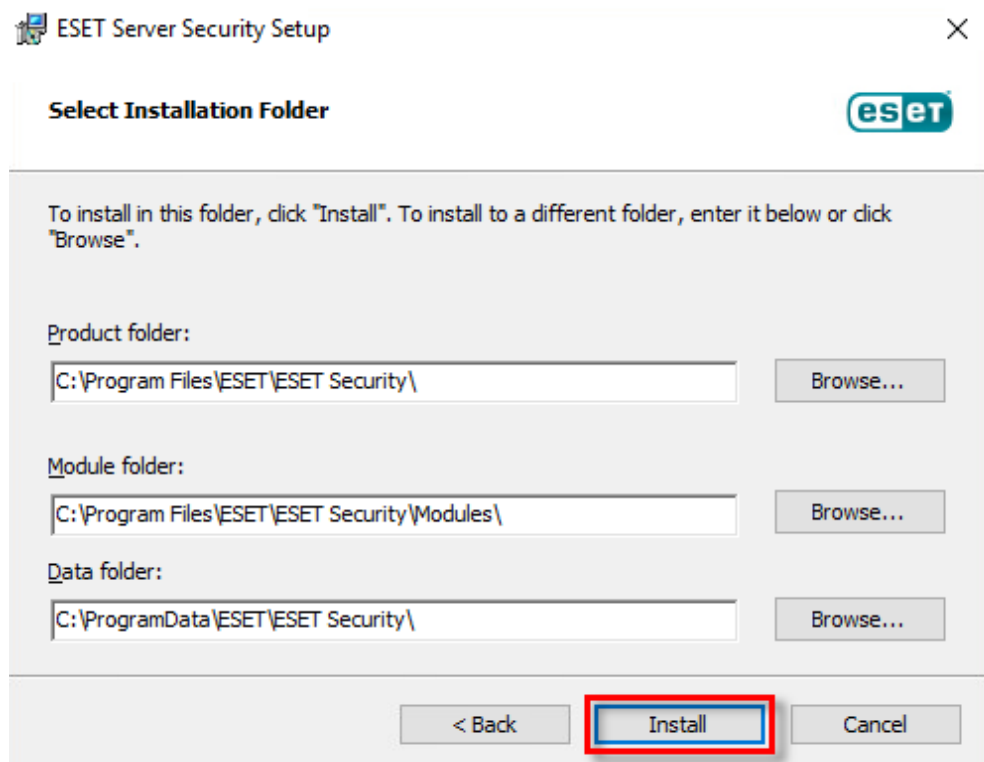 ESET Server Security Setup
Select Installation Folder
eseT
To install in this folder, click "Install". To install to a different folder, enter it below or click
"Browse".
Product folder:
C:\Program Files\ESET\ESET Security\
Browse...
Module folder:
C:\Program Files\ESET\ESET Security\Modules\
Browse...
Data folder:
C:\ProgramData\ESET\ESET Security\
Browse...
< Back
Install
Cancel